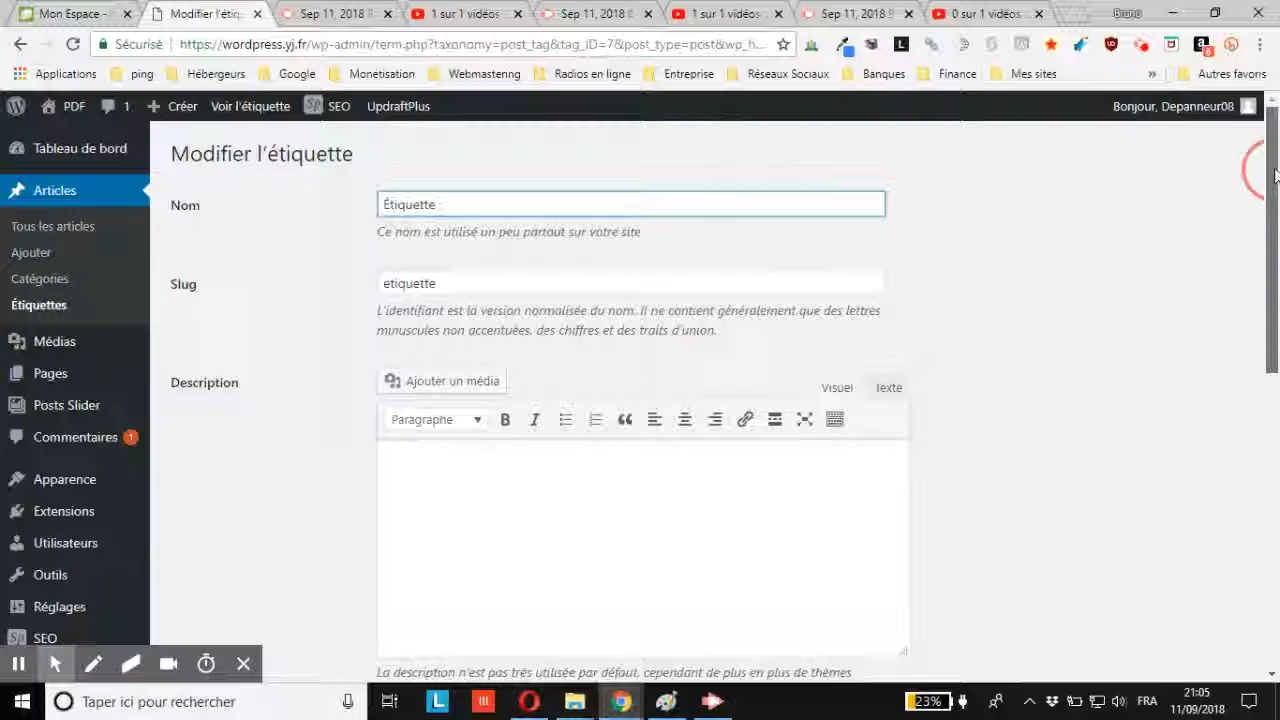 Mon Espace -
Modifier l'étiq
Sep 11, 2018
1 sur 1 vidéos
Sep 11, 2018
1 sur 1 vidéos
Sep 11, 2018
0 sur 1 vidéos
Bruno
Sécurisé
https://wordpress.yj.fr/wp-admin/term.php?taxonomy=post_tag&tag_ID=7&post_type=post&wp_h...
Applications
ping
Hébergeurs
Google
Monétisation
Webmastering
Radios en ligne
Entreprise
Réseaux Sociaux
Banques
Finance
Mes sites
»
Autres favoris
PDF
1
Créer
Voir l'étiquette
SEO
UpdraftPlus
Bonjour, Depanneur08
Tableau de bord
Articles
Tous les articles
Ajouter
Catégories
Étiquettes
Médias
Pages
Posts Slider
Commentaires 1
Apparence
Extensions
Utilisateurs
Outils
Réglages
SEO
Modifier l'étiquette
Nom
Étiquette
Ce nom est utilisé un peu partout sur votre site
Slug
etiquette
L'identifiant est la version normalisée du nom. Il ne contient généralement que des lettres
minuscules non accentuées, des chiffres et des traits d'union.
Description
Ajouter un média
Visuel
Texte
Paragraphe
B
I
La description n'est pas très utilisée par défaut, cependant de plus en plus de thèmes
Taper ici pour rechercher
23%
FRA
21:05
11/09/2018